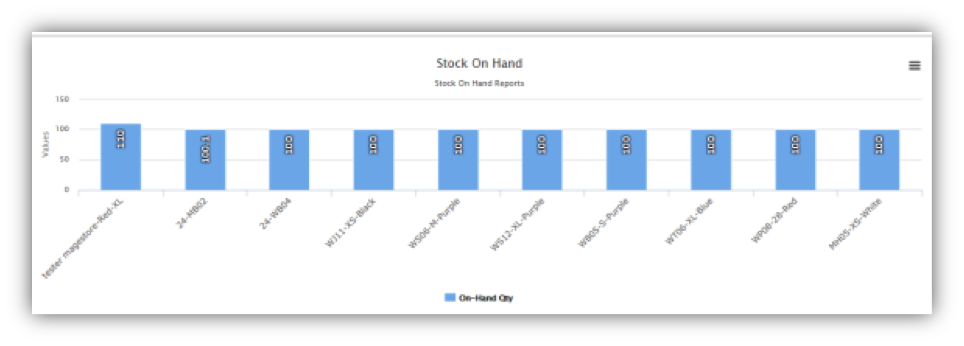 Stock On Hand
Stock On Hand Reports
Values
150
100
50
0
110
100.1
100
100
100
100
100
100
100
100
tester magestore-Red-XL
24-MB02
24-WB04
WJ11-XS-Black
WS06-M-Purple
WS12-XL-Purple
WB05-S-Purple
WT06-XL-Blue
WP08-28-Red
MH05-XS-White
On-Hand Qty